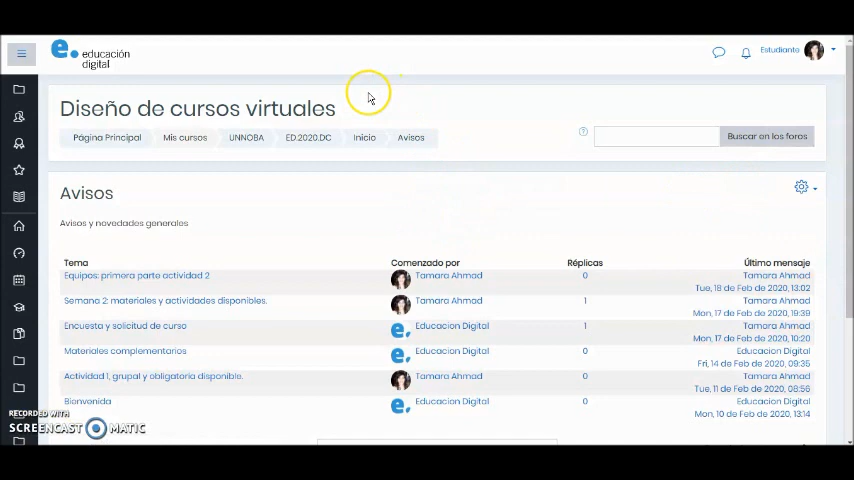 e. educación
digital
Estudiante
Diseño de cursos virtuales
Página Principal Mis cursos UNNOBA ED.2020.DC Inicio Avisos
Buscar en los foros
Avisos
Avisos y novedades generales
Tema Comenzado por Réplicas Último mensaje
Equipos: primera parte actividad 2 Tamara Ahmad 0 Tamara Ahmad
Tue, 18 de Feb de 2020, 13:02
Semana 2: materiales y actividades disponibles. Tamara Ahmad 1 Tamara Ahmad
Mon, 17 de Feb de 2020, 19:39
Encuesta y solicitud de curso e. Educacion Digital 1 Tamara Ahmad
Mon, 17 de Feb de 2020, 10:20
Materiales complementarios e. Educacion Digital 0 Educacion Digital
Fri, 14 de Feb de 2020, 09:35
Actividad 1, grupal y obligatoria disponible. Tamara Ahmad 0 Tamara Ahmad
Tue, 11 de Feb de 2020, 08:56
Bienvenida e. Educacion Digital 0 Educacion Digital
Mon, 10 de Feb de 2020, 13:14
RECORDED WITH
SCREENCAST MATIC